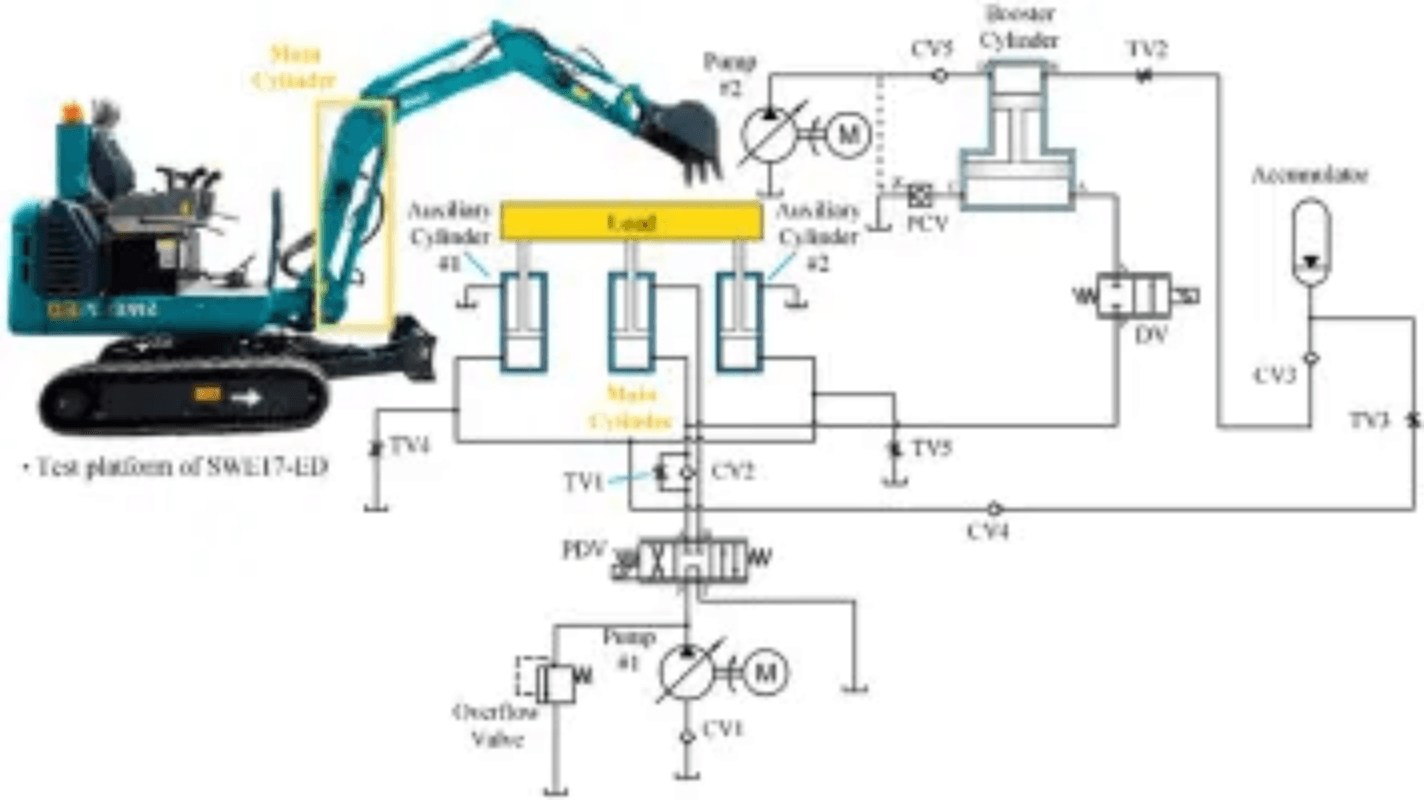 Main
Cylinder
Booster
Cylinder
CV5
TV2
Pump
#2
M
Accumulator
PCV
Auxiliary
Cylinder
#1
Load
Auxiliary
Cylinder
#2
DV
CV3
TV3
Main
Cylinder
TV4
TV5
• Test platform of SWE17-ED
TV1
CV2
CV4
PDV
Pump
#1
M
Overflow
Valve
CV1